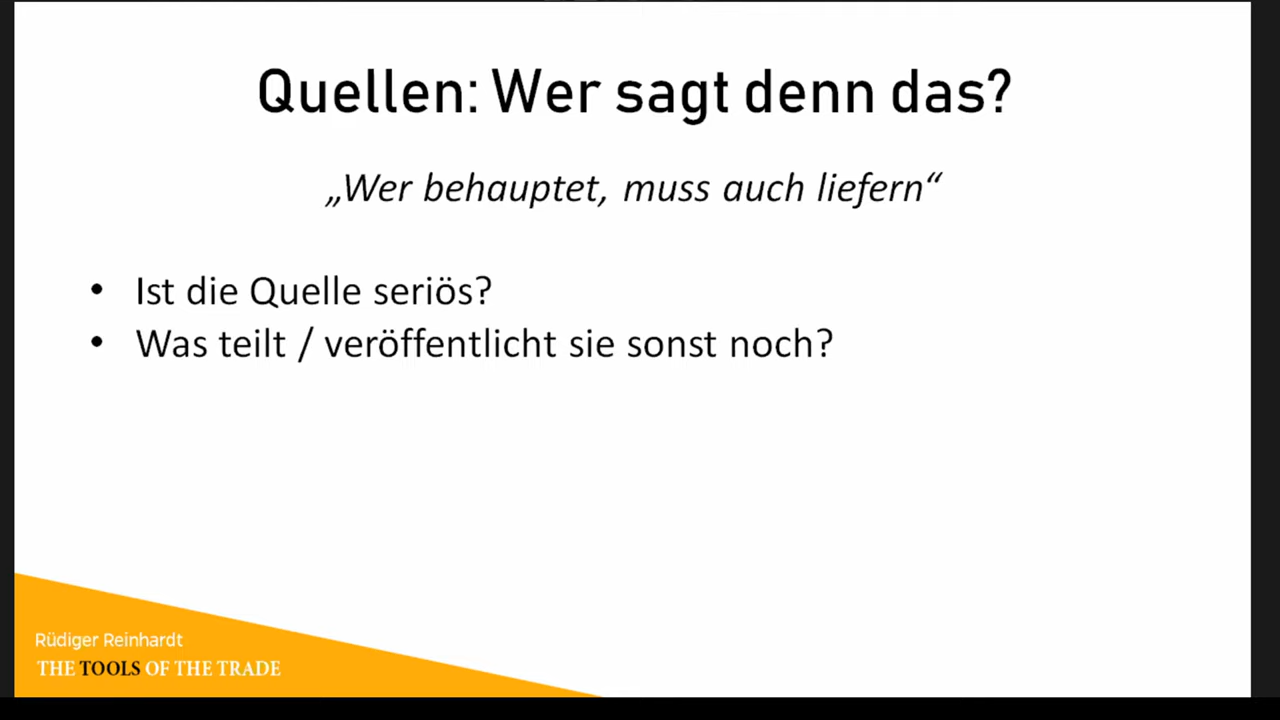 Quellen: Wer sagt denn das?
„Wer behauptet, muss auch liefern“
• Ist die Quelle seriös?
• Was teilt / veröffentlicht sie sonst noch?
Rüdiger Reinhardt
THE TOOLS OF THE TRADE